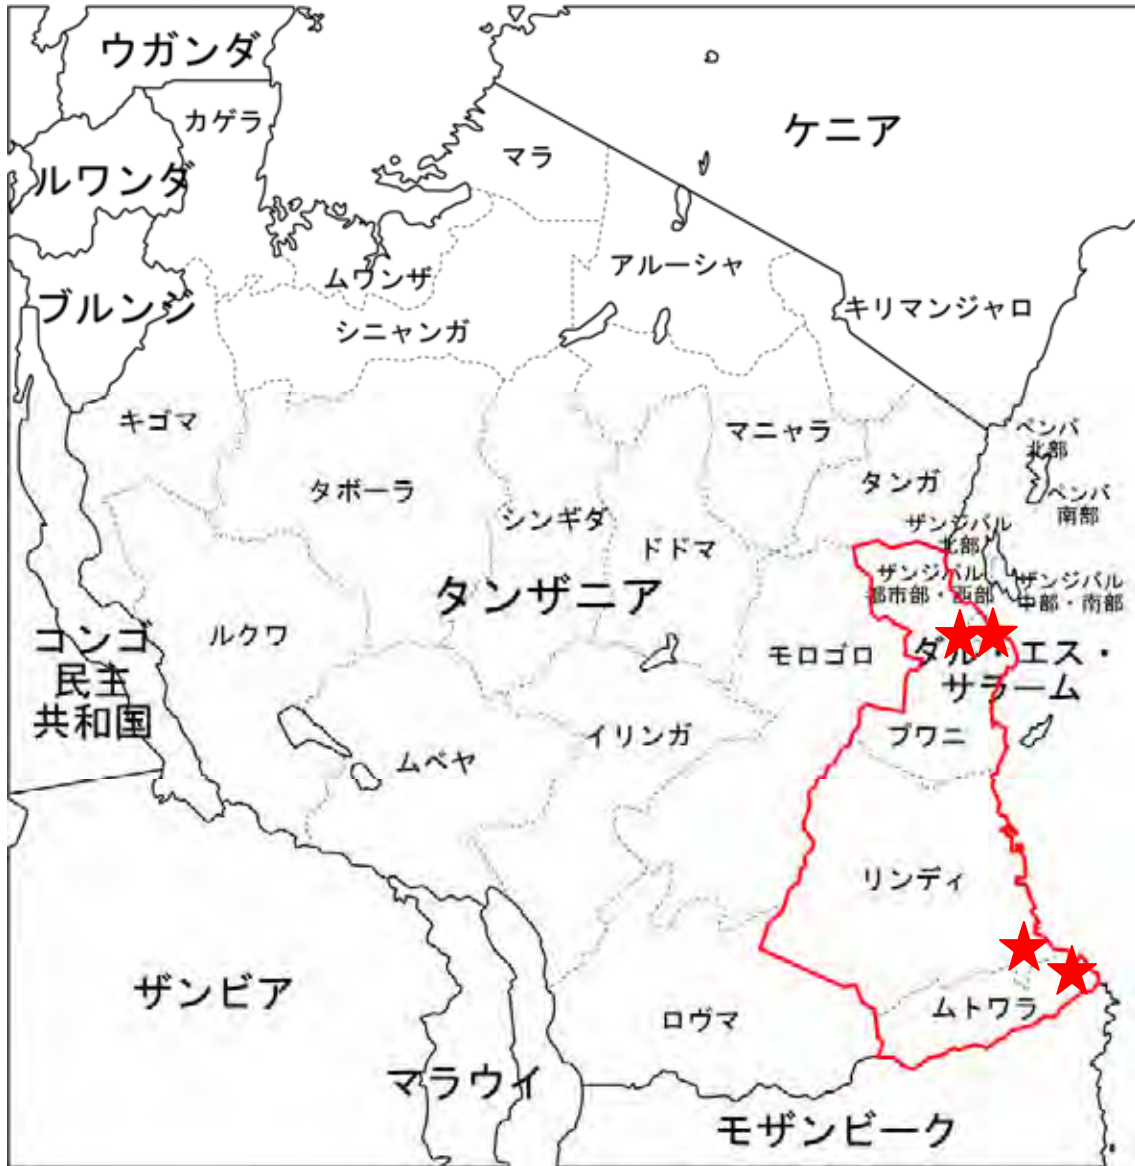 ウガンダ
カゲラ
ケニア
マラ
ルワンダ
アルーシャ
ムワンザ
ブルンジ
キリマンジャロ
シニャンガ
キゴマ
マニャラ
ペンバ
北部
タボーラ
タンガ
ペンバ
南部
シンギダ
ドドマ
ザンジバル
北部
ザンジバル
都市部・西部
ザンジバル
中部・南部
タンザニア
ルクワ
コンゴ
民主
共和国
モロゴロ
ダル・エス・
サラーム
イリンガ
プワニ
ムベヤ
リンディ
ザンビア
ロヴマ
ムトワラ
マラウイ
モザンビーク